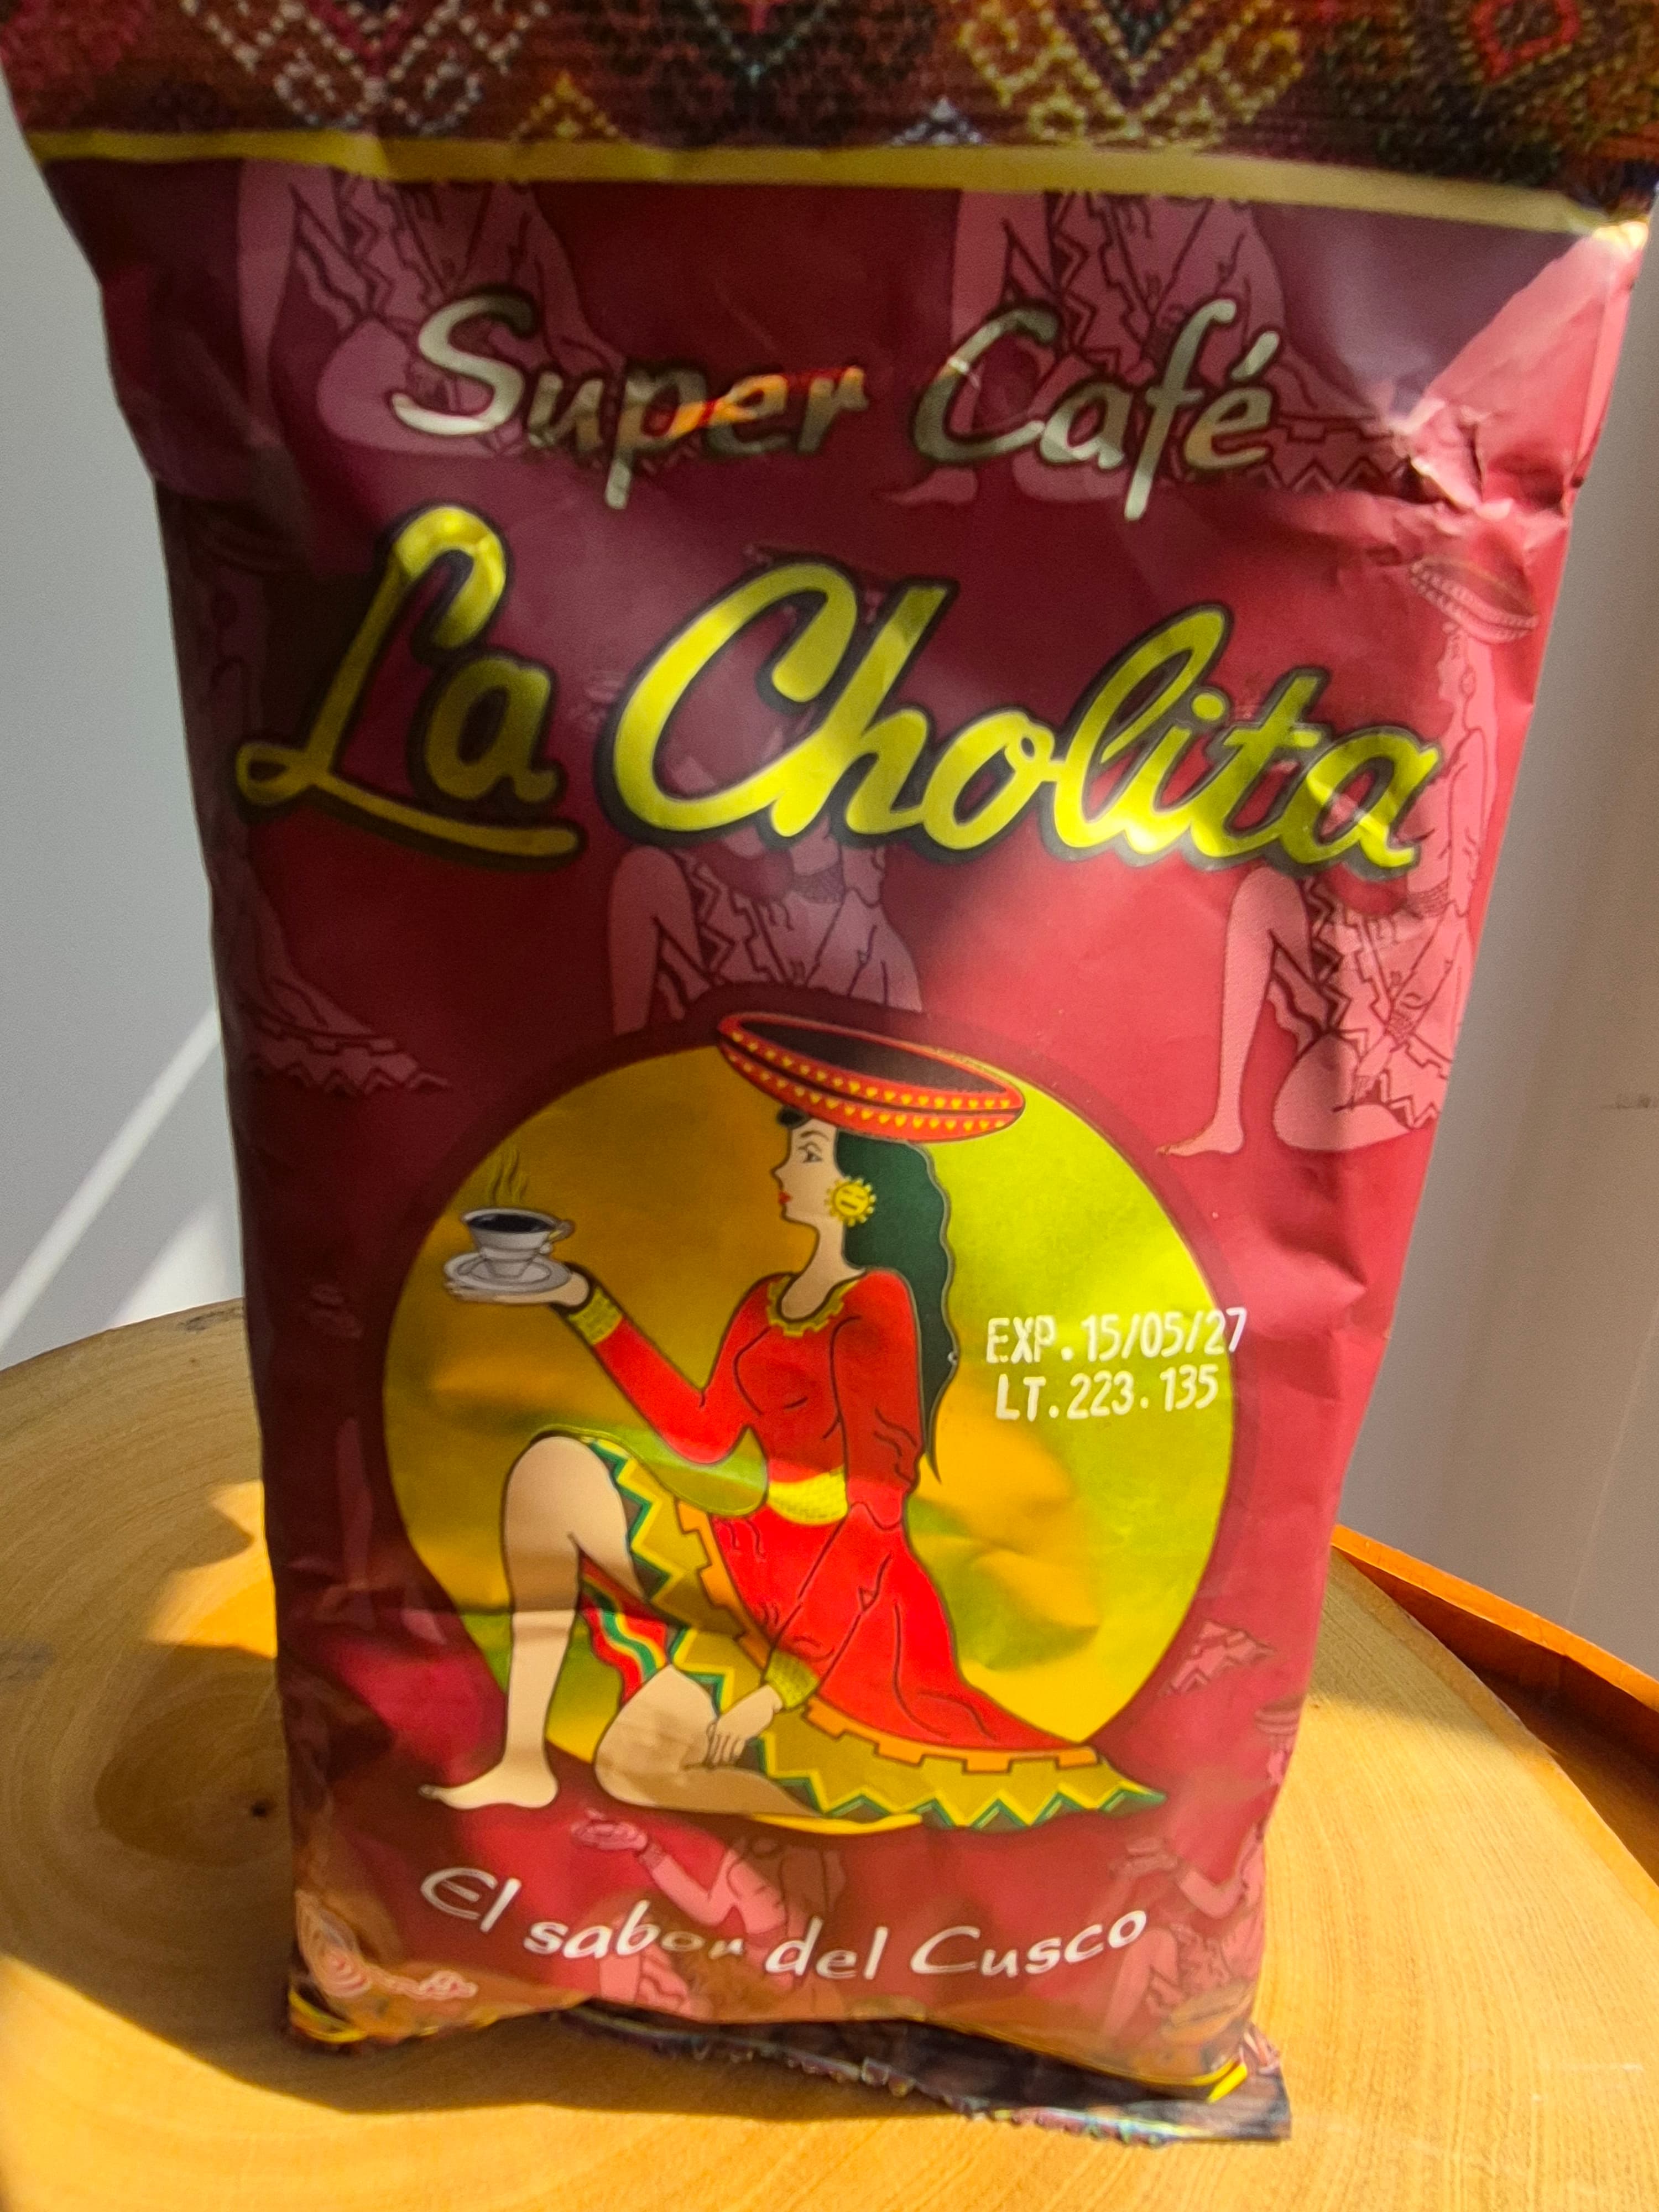 Super Café
La Cholita
EXP. 15/05/27
LT. 223.135
El sabor del Cusco